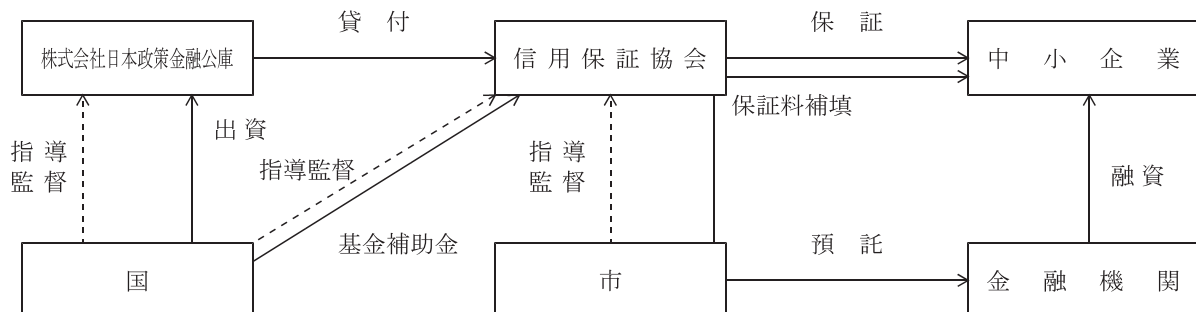 貸付
保証
株式会社日本政策金融公庫
信用保証協会
中小企業
保証料補填
出資
指導
監督
指導監督
指導
監督
融資
基金補助金
預託
国
市
金融機関